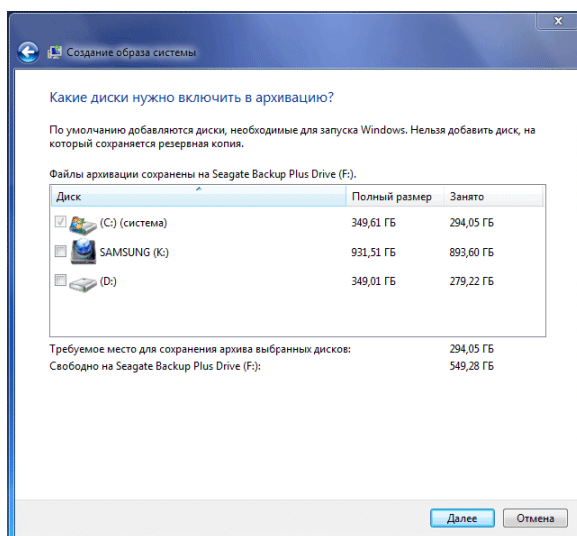 x
Создание образа системы
Какие диски нужно включить в архивацию?
По умолчанию добавляются диски, необходимые для запуска Windows. Нельзя добавить диск, на
который сохраняется резервная копия.
Файлы архивации сохранены на Seagate Backup Plus Drive (F:).
Диск Полный размер Занято
(C:) (система) 349,61 ГБ 294,05 ГБ
SAMSUNG (K:) 931,51 ГБ 893,60 ГБ
(D:) 349,01 ГБ 279,22 ГБ
Требуемое место для сохранения архива выбранных дисков: 294,05 ГБ
Свободно на Seagate Backup Plus Drive (F:): 549,28 ГБ
Далее Отмена